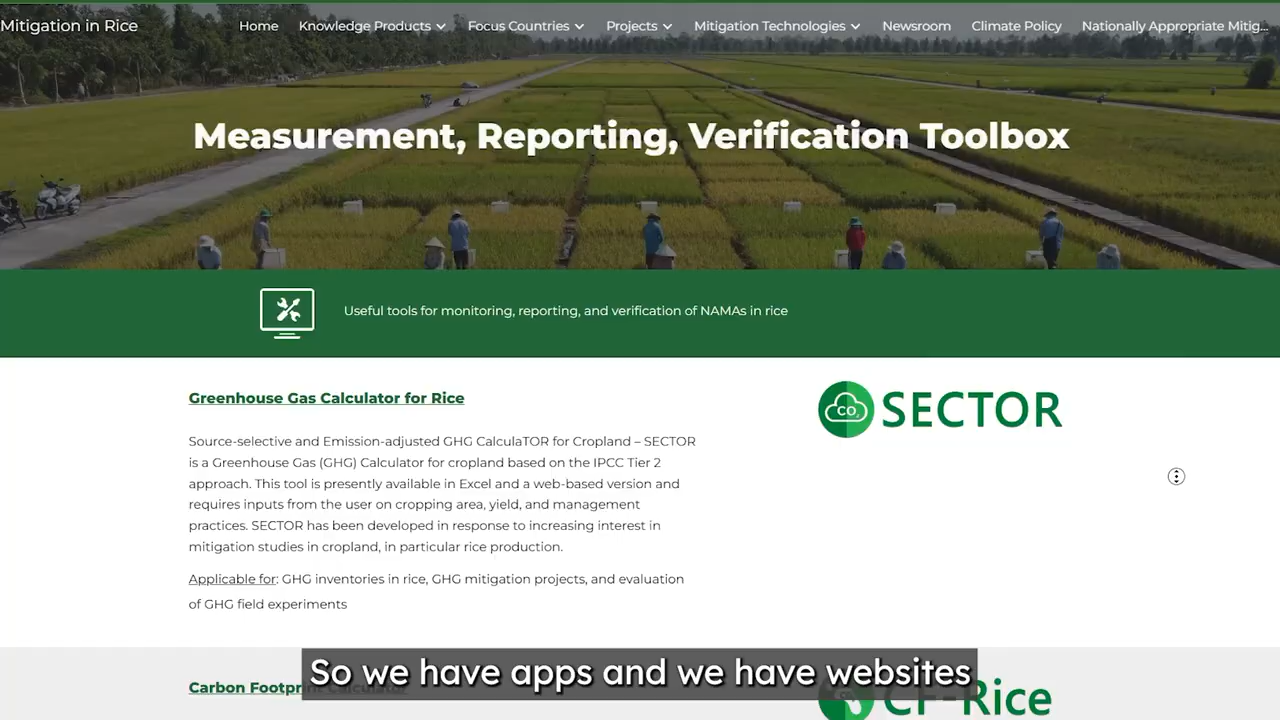 Mitigation in Rice
Home Knowledge Products Focus Countries Projects Mitigation Technologies Newsroom Climate Policy Nationally Appropriate Mitig...
Measurement, Reporting, Verification Toolbox
Useful tools for monitoring, reporting, and verification of NAMAs in rice
Greenhouse Gas Calculator for Rice
CO2 SECTOR
Source-selective and Emission-adjusted GHG CalculaTOR for Cropland – SECTOR
is a Greenhouse Gas (GHG) Calculator for cropland based on the IPCC Tier 2
approach. This tool is presently available in Excel and a web-based version and
requires inputs from the user on cropping area, yield, and management
practices. SECTOR has been developed in response to increasing interest in
mitigation studies in cropland, in particular rice production.
Applicable for: GHG inventories in rice, GHG mitigation projects, and evaluation
of GHG field experiments
So we have apps and we have websites
Carbon Footprint Calculator
CF-Rice